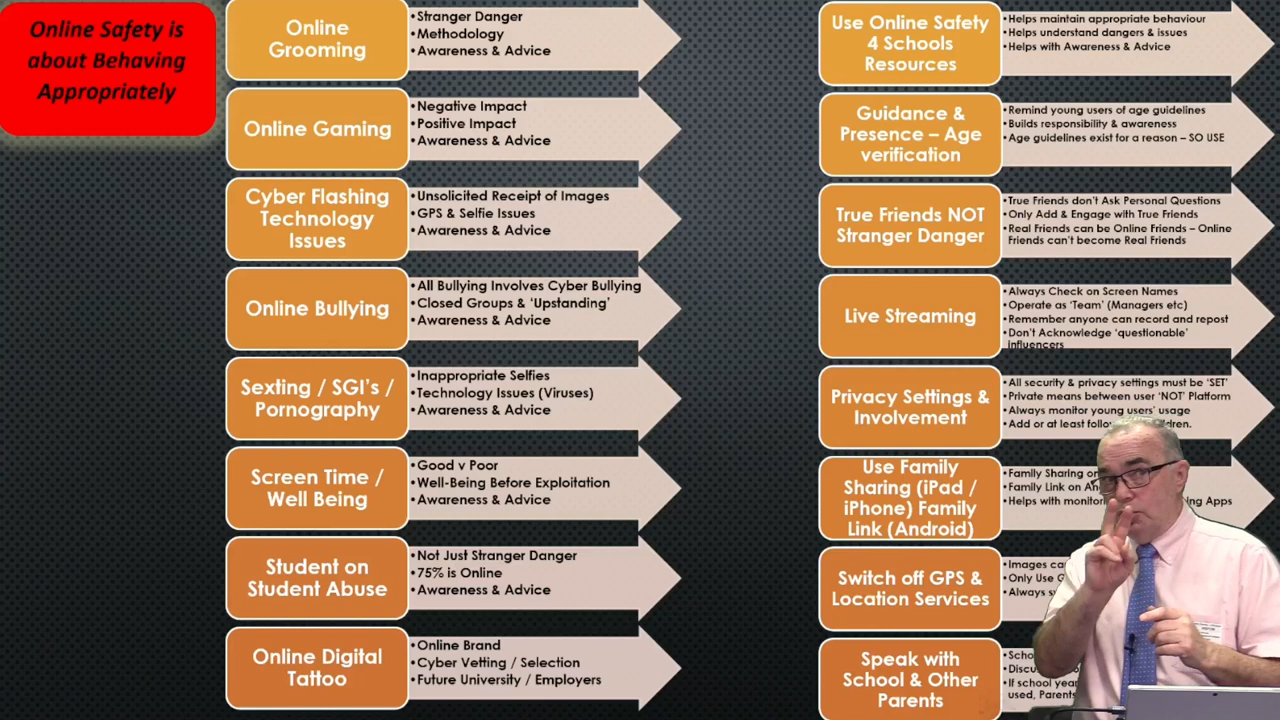 Online Safety is
about Behaving
Appropriately
Online
Grooming
•Stranger Danger
•Methodology
•Awareness & Advice
Online Gaming
•Negative Impact
•Positive Impact
•Awareness & Advice
Cyber Flashing
Technology
Issues
•Unsolicited Receipt of Images
•GPS & Selfie Issues
•Awareness & Advice
Online Bullying
•All Bullying Involves Cyber Bullying
•Closed Groups & ‘Upstanding’
•Awareness & Advice
Sexting / SGI's /
Pornography
•Inappropriate Selfies
•Technology Issues (Viruses)
•Awareness & Advice
Screen Time /
Well Being
•Good v Poor
•Well-Being Before Exploitation
•Awareness & Advice
Student on
Student Abuse
•Not Just Stranger Danger
•75% is Online
•Awareness & Advice
Online Digital
Tattoo
•Online Brand
•Cyber Vetting / Selection
•Future University / Employers
Use Online Safety
4 Schools
Resources
•Helps maintain appropriate behaviour
•Helps understand dangers & issues
•Helps with Awareness & Advice
Guidance &
Presence – Age
verification
•Remind young users of age guidelines
•Builds responsibility & awareness
•Age guidelines exist for a reason – SO USE
True Friends NOT
Stranger Danger
•True Friends don't Ask Personal Questions
•Only Add & Engage with True Friends
•Real Friends can be Online Friends – Online
Friends can't become Real Friends
Live Streaming
•Always Check on Screen Names
•Operate as ‘Team’ (Managers etc)
•Remember anyone can record and repost
•Don't Acknowledge ‘questionable’
influencers
Privacy Settings &
Involvement
•All security & privacy settings must be ‘SET’
•Private means between user ‘NOT’ Platform
•Always monitor young users' usage
•Add or at least
Use Family
Sharing (iPad /
iPhone) Family
Link (Android)
•Family Sharing
•Family Link
•Helps with Apps
Switch off GPS &
Location Services
•Images
•Only Use
•Always
Speak with
School & Other
Parents
•If school
used, Parents